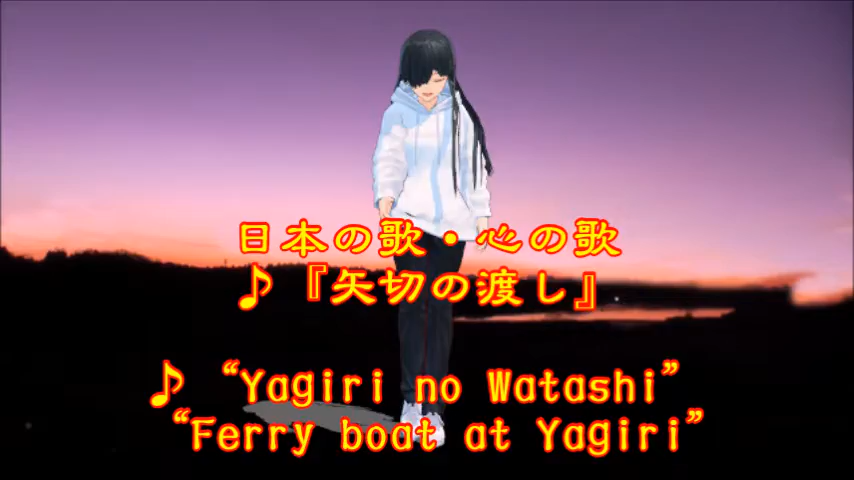 日本の歌・心の歌
♪『矢切の渡し』
♪ “Yagiri no Watashi”
“Ferry boat at Yagiri”